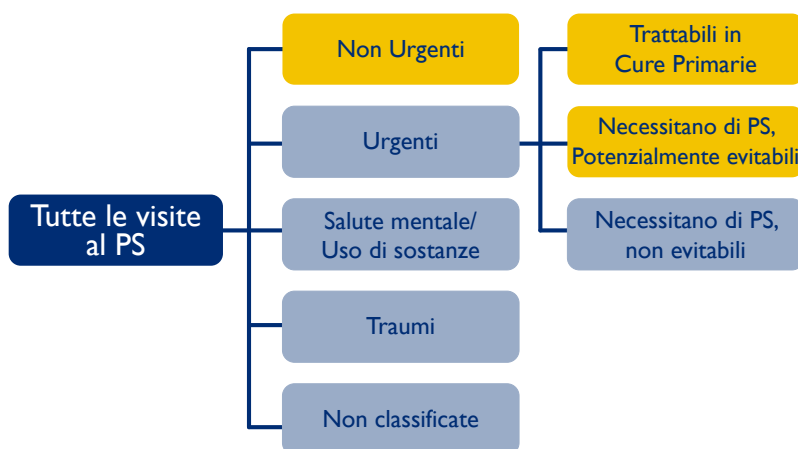 Tutte le visite
al PS
Non Urgenti
Urgenti
Salute mentale/
Uso di sostanze
Traumi
Non classificate
Trattabili in
Cure Primarie
Necessitano di PS,
Potenzialmente evitabili
Necessitano di PS,
non evitabili